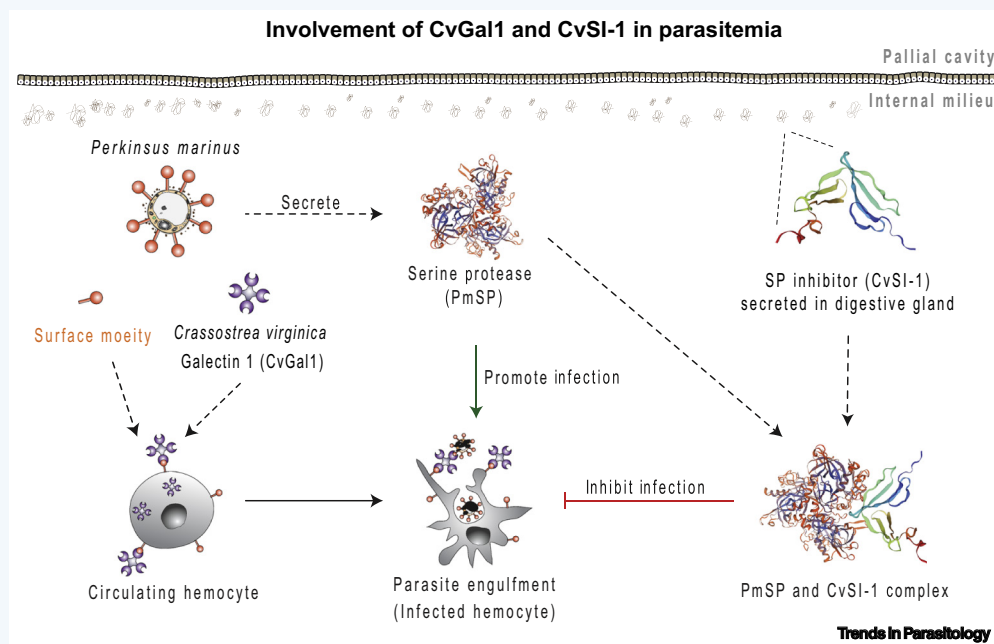 Involvement of CvGal1 and CvSI-1 in parasitemia
Pallial cavity
Internal milieu
Perkinsus marinus
Secrete
Serine protease
(PmSP)
SP inhibitor (CvSI-1)
secreted in digestive gland
Surface moeity
Crassostrea virginica
Galectin 1 (CvGal1)
Promote infection
Inhibit infection
Circulating hemocyte
Parasite engulfment
(Infected hemocyte)
PmSP and CvSI-1 complex
Trends in Parasitology